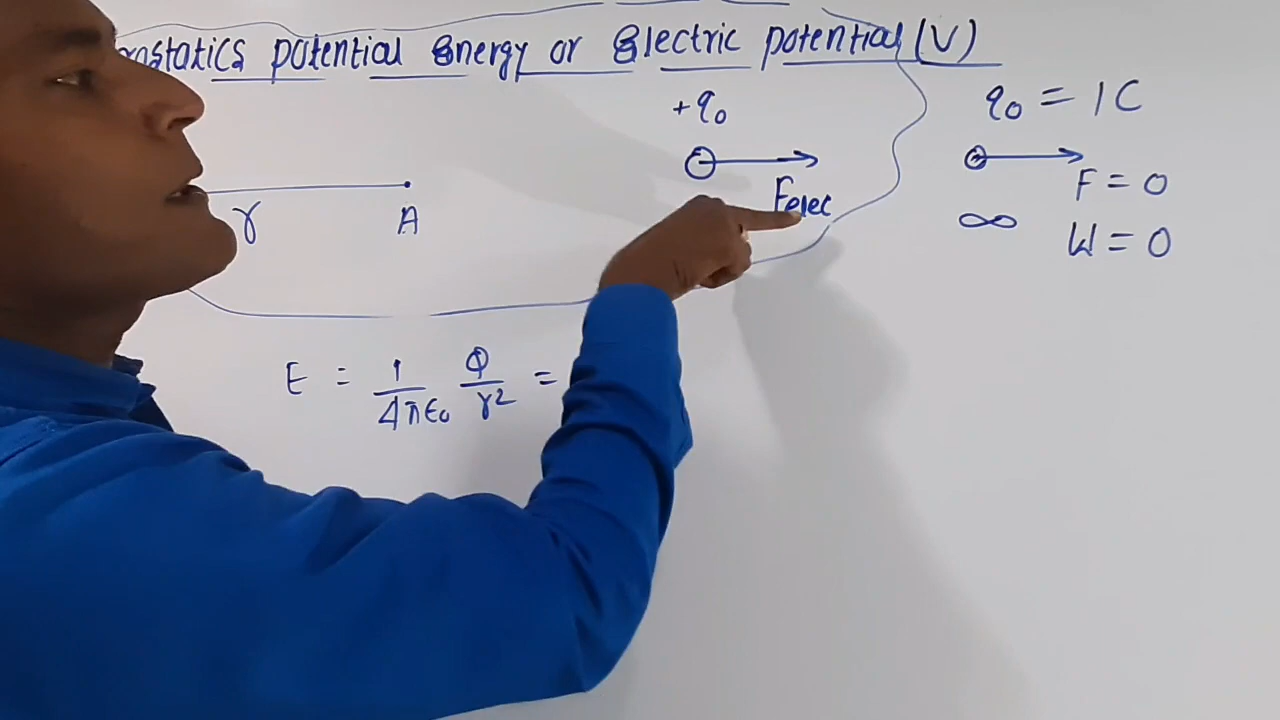 ostatics potential Energy or Electric potential (V)
+q₀
q₀ = 1C
Felec
F = 0
r
A
∞
W = 0
E = 1/4πϵ₀ Q/r² =